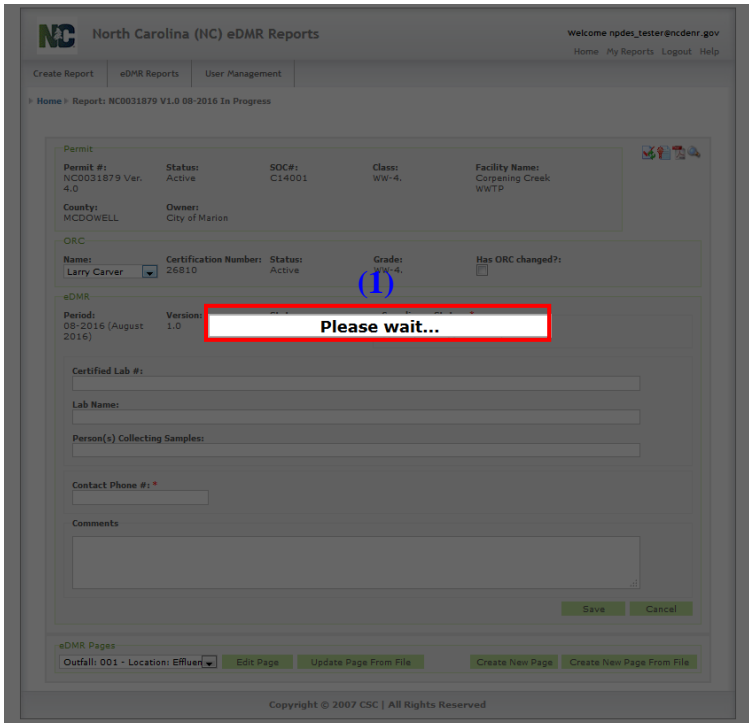 NC North Carolina (NC) eDMR Reports
Welcome npdes_tester@ncdenr.gov
Home My Reports Logout Help
Create Report eDMR Reports User Management
Home Report: NC0031879 V1.0 08-2016 In Progress
Permit
Permit #: Status: SOC#: Class: Facility Name:
NC0031879 Ver. Active C14001 WW-4. Corpening Creek
4.0 WWTP
County: Owner:
MCDOWELL City of Marion
ORC
Name: Certification Number: Status: Grade: Has ORC changed?:
Larry Carver 26810 Active WW-4.
(1)
eDMR
Period: Version:
08-2016 (August 1.0
2016)
Please wait...
Certified Lab #:
Lab Name:
Person(s) Collecting Samples:
Contact Phone #: *
Comments
Save Cancel
eDMR Pages
Outfall: 001 - Location: Effluen Edit Page Update Page From File Create New Page Create New Page From File
Copyright © 2007 CSC | All Rights Reserved